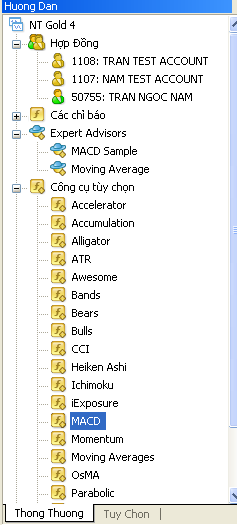 Huong Dan
NT Gold 4
Hợp Đồng
1108: TRAN TEST ACCOUNT
1107: NAM TEST ACCOUNT
50755: TRAN NGOC NAM
Các chỉ báo
Expert Advisors
MACD Sample
Moving Average
Công cụ tùy chọn
Accelerator
Accumulation
Alligator
ATR
Awesome
Bands
Bears
Bulls
CCI
Heiken Ashi
Ichimoku
iExposure
MACD
Momentum
Moving Averages
OsMA
Parabolic
Thong Thuong
Tuy Chon